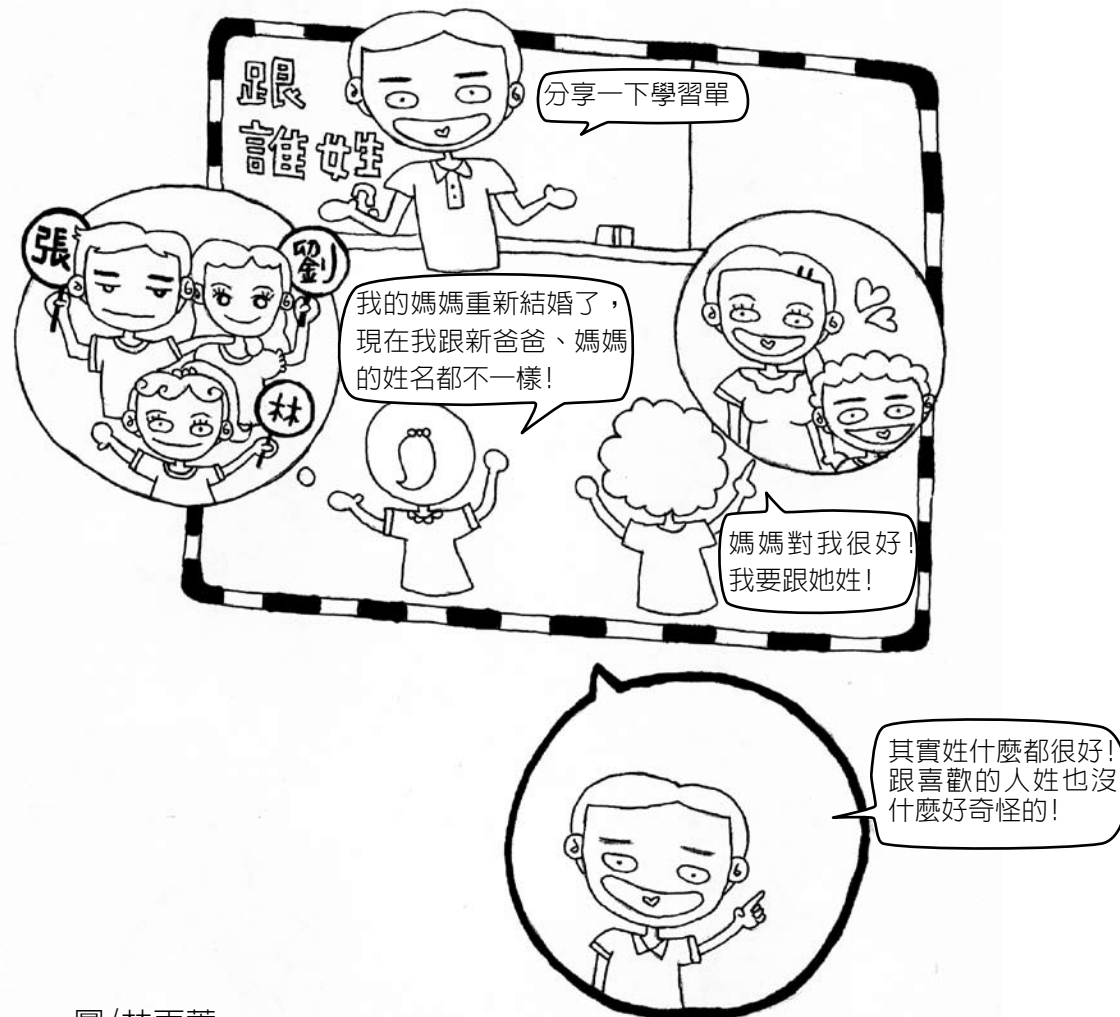 跟
誰姓
?
分享一下學習單
張
劉
林
我的媽媽重新結婚了，
現在我跟新爸爸、媽媽
的姓名都不一樣！
媽媽對我很好！
我要跟她姓！
其實姓什麼都很好！
跟喜歡的人姓也沒
什麼好奇怪的！